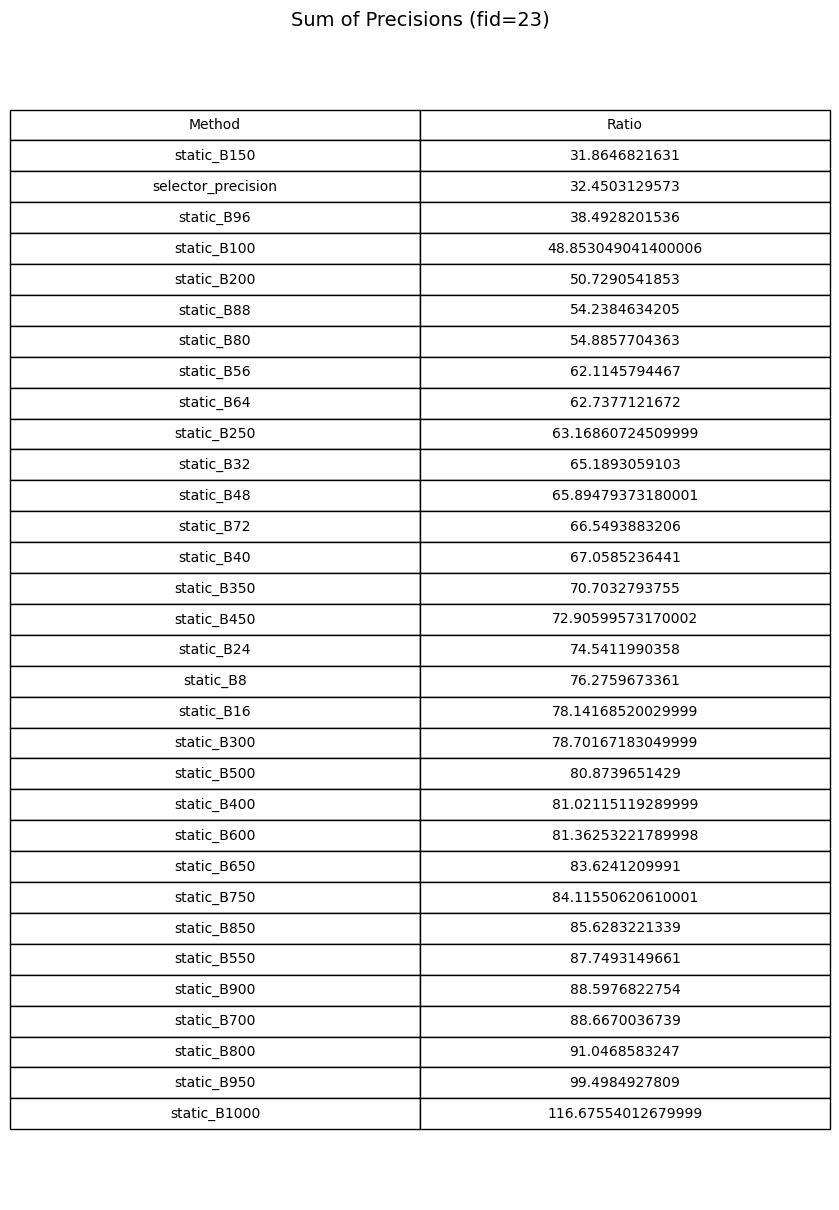 Sum of Precisions (fid=23)
Method Ratio
static_B150 31.8646821631
selector_precision 32.4503129573
static_B96 38.4928201536
static_B100 48.853049041400006
static_B200 50.7290541853
static_B88 54.2384634205
static_B80 54.8857704363
static_B56 62.1145794467
static_B64 62.7377121672
static_B250 63.16860724509999
static_B32 65.1893059103
static_B48 65.89479373180001
static_B72 66.5493883206
static_B40 67.0585236441
static_B350 70.7032793755
static_B450 72.90599573170002
static_B24 74.5411990358
static_B8 76.2759673361
static_B16 78.14168520029999
static_B300 78.70167183049999
static_B500 80.8739651429
static_B400 81.02115119289999
static_B600 81.36253221789998
static_B650 83.6241209991
static_B750 84.11550620610001
static_B850 85.6283221339
static_B550 87.7493149661
static_B900 88.5976822754
static_B700 88.6670036739
static_B800 91.0468583247
static_B950 99.4984927809
static_B1000 116.67554012679999